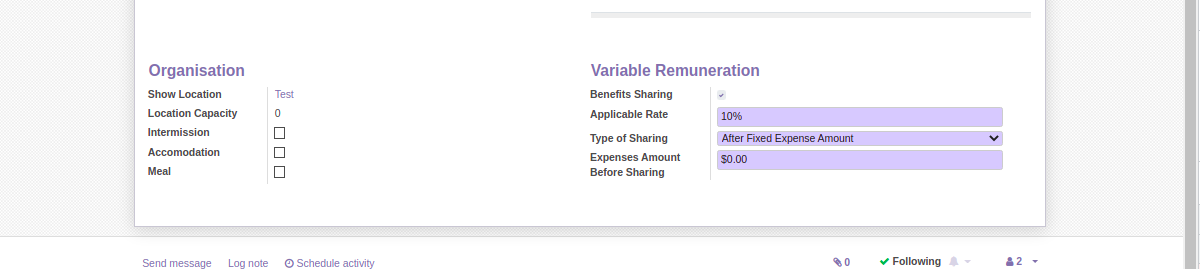 Organisation
Show Location Test
Location Capacity 0
Intermission
Accomodation
Meal
Variable Remuneration
Benefits Sharing
Applicable Rate 10%
Type of Sharing After Fixed Expense Amount
Expenses Amount $0.00
Before Sharing
Send message Log note Schedule activity 0 Following 2